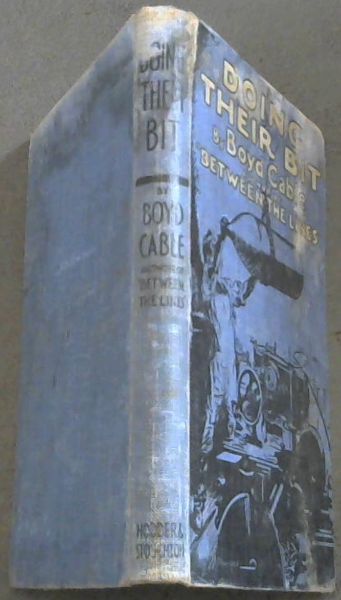 DOING
THEIR
BIT
BY
BOYD
CABLE
AUTHOR OF
BETWEEN
THE LINES
HODDER &
STOUGHTON
DOING
THEIR BIT
By Boyd Cable
"BETWEEN THE LINES